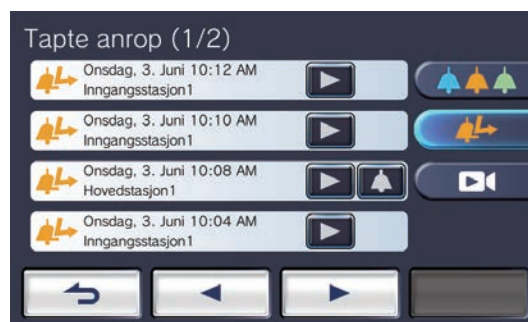 Tapte anrop (1/2)
Onsdag, 3. Juni 10:12 AM
Inngangsstasjon1
Onsdag, 3. Juni 10:10 AM
Inngangsstasjon1
Onsdag, 3. Juni 10:08 AM
Hovedstasjon1
Onsdag, 3. Juni 10:04 AM
Inngangsstasjon1